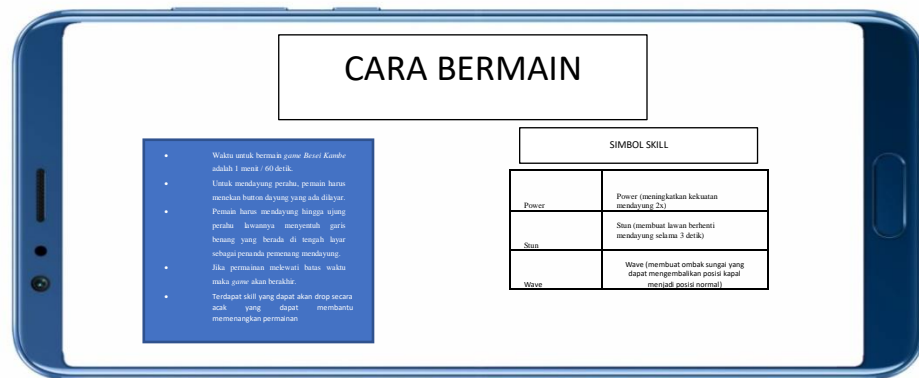 CARA BERMAIN
• Waktu untuk bermain game Besei Kambe
adalah 1 menit / 60 detik.
• Untuk mendayung perahu, pemain harus
menekan button dayung yang ada dilayar.
• Pemain harus mendayung hingga ujung
perahu lawannya menyentuh garis
benang yang berada di tengah layar
sebagai penanda pemenang mendayung.
• Jika permainan melewati batas waktu
maka game akan berakhir.
• Terdapat skill yang dapat akan drop secara
acak yang dapat membantu
memenangkan permainan
SIMBOL SKILL
Power
Power (meningkatkan kekuatan
mendayung 2x)
Stun
Stun (membuat lawan berhenti
mendayung selama 3 detik)
Wave
Wave (membuat ombak sungai yang
dapat mengembalikan posisi kapal
menjadi posisi normal)